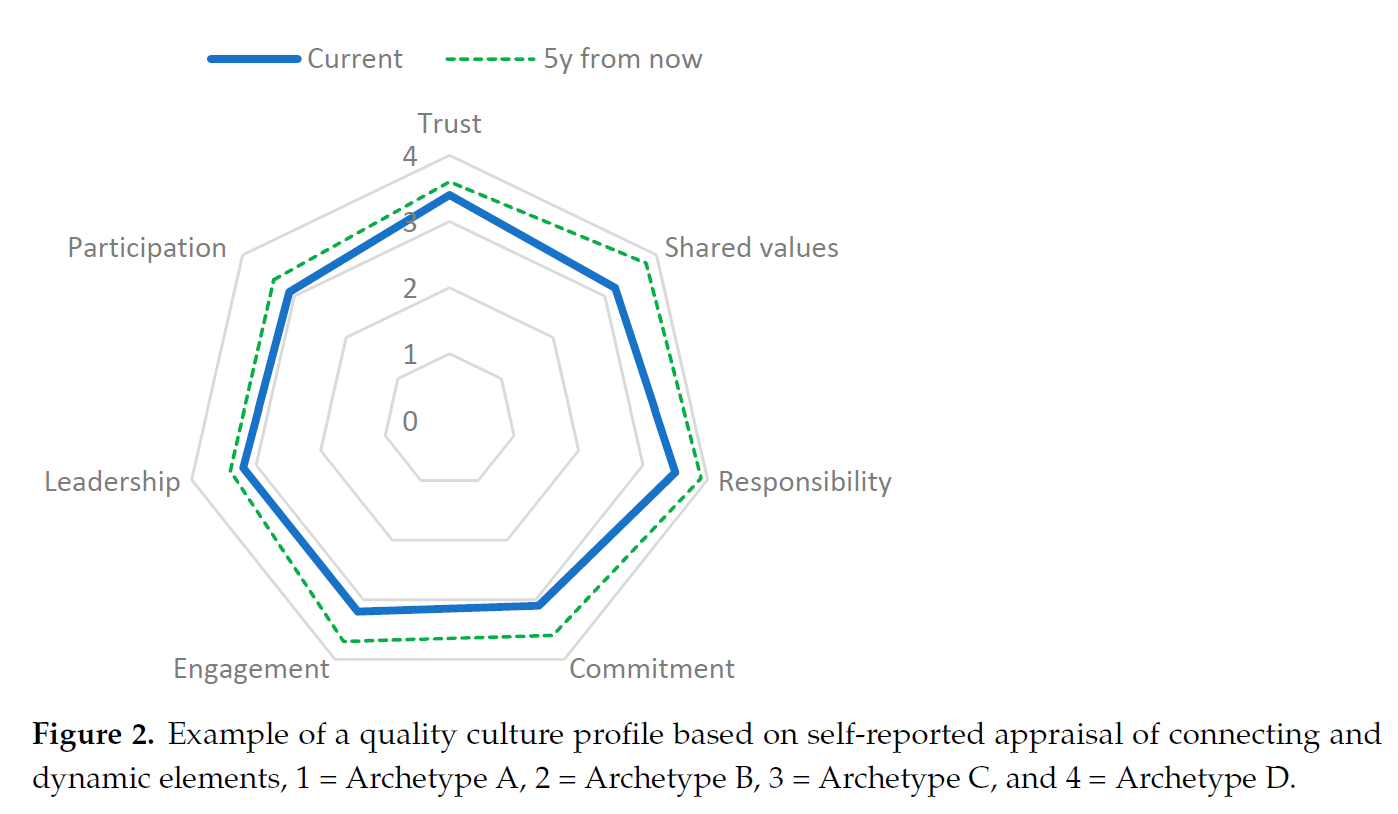 Current 5y from now
Trust
4
3
Participation Shared values
2
1
0
Leadership Responsibility
Engagement Commitment
Figure 2. Example of a quality culture profile based on self-reported appraisal of connecting and
dynamic elements, 1 = Archetype A, 2 = Archetype B, 3 = Archetype C, and 4 = Archetype D.